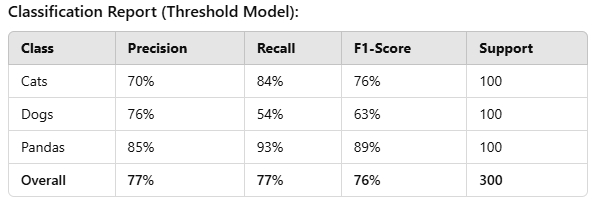 Classification Report (Threshold Model):
Class Precision Recall F1-Score Support
Cats 70% 84% 76% 100
Dogs 76% 54% 63% 100
Pandas 85% 93% 89% 100
Overall 77% 77% 76% 300